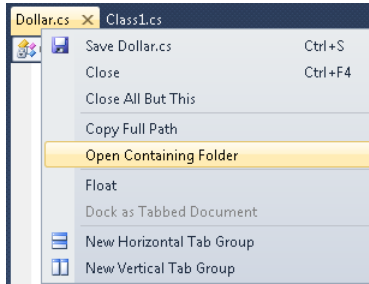 Dollar.cs Class1.cs
Save Dollar.cs Ctrl+S
Close Ctrl+F4
Close All But This
Copy Full Path
Open Containing Folder
Float
Dock as Tabbed Document
New Horizontal Tab Group
New Vertical Tab Group